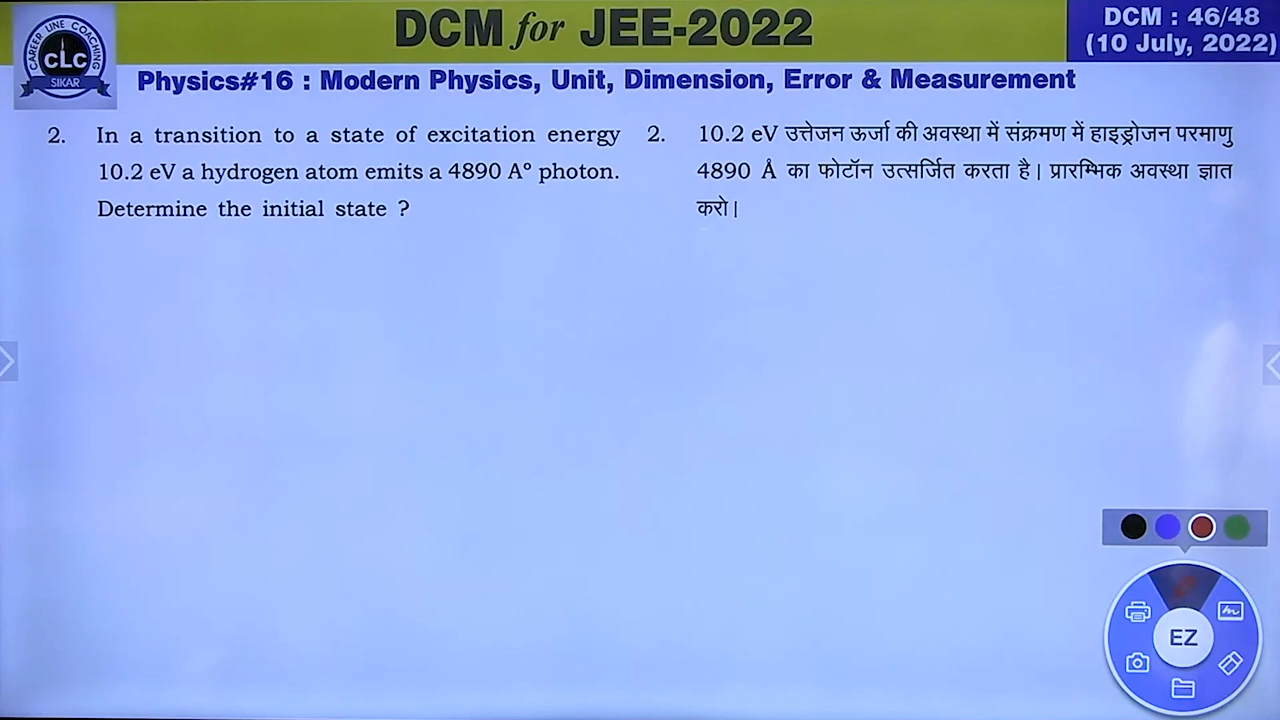 CAREER LINE COACHING
CLC
SIKAR
DCM for JEE-2022
DCM : 46/48
(10 July, 2022)
Physics#16 : Modern Physics, Unit, Dimension, Error & Measurement
2. In a transition to a state of excitation energy
10.2 eV a hydrogen atom emits a 4890 A° photon.
Determine the initial state ?
2. 10.2 eV उत्तेजन ऊर्जा की अवस्था में संक्रमण में हाइड्रोजन परमाणु
4890 Å का फोटॉन उत्सर्जित करता है। प्रारम्भिक अवस्था ज्ञात
करो।
EZ